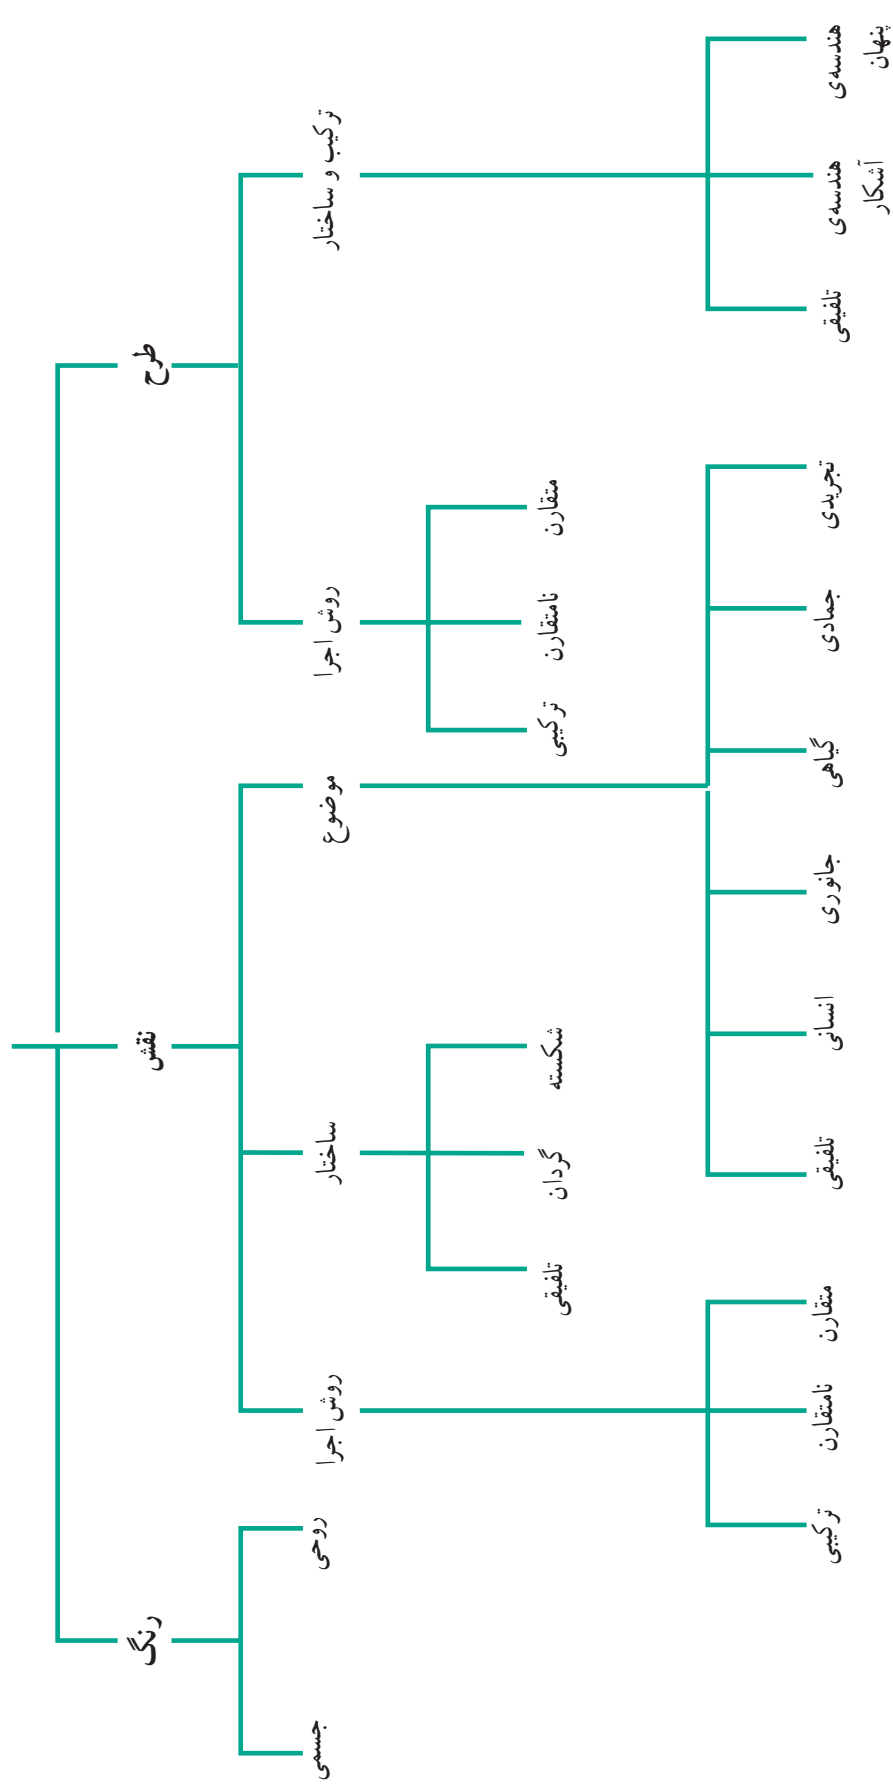 طرح
نقش
رنگ
ترکیب و ساختار
روش اجرا
موضوع
ساختار
روش اجرا
روحی
جسمی
متقارن
نامتقارن
ترکیبی
شکسته
گردان
تلفیقی
هندسه‌ی
پنهان
هندسه‌ی
آشکار
تلفیقی
تجریدی
جمادی
گیاهی
جانوری
انسانی
تلفیقی
متقارن
نامتقارن
ترکیبی